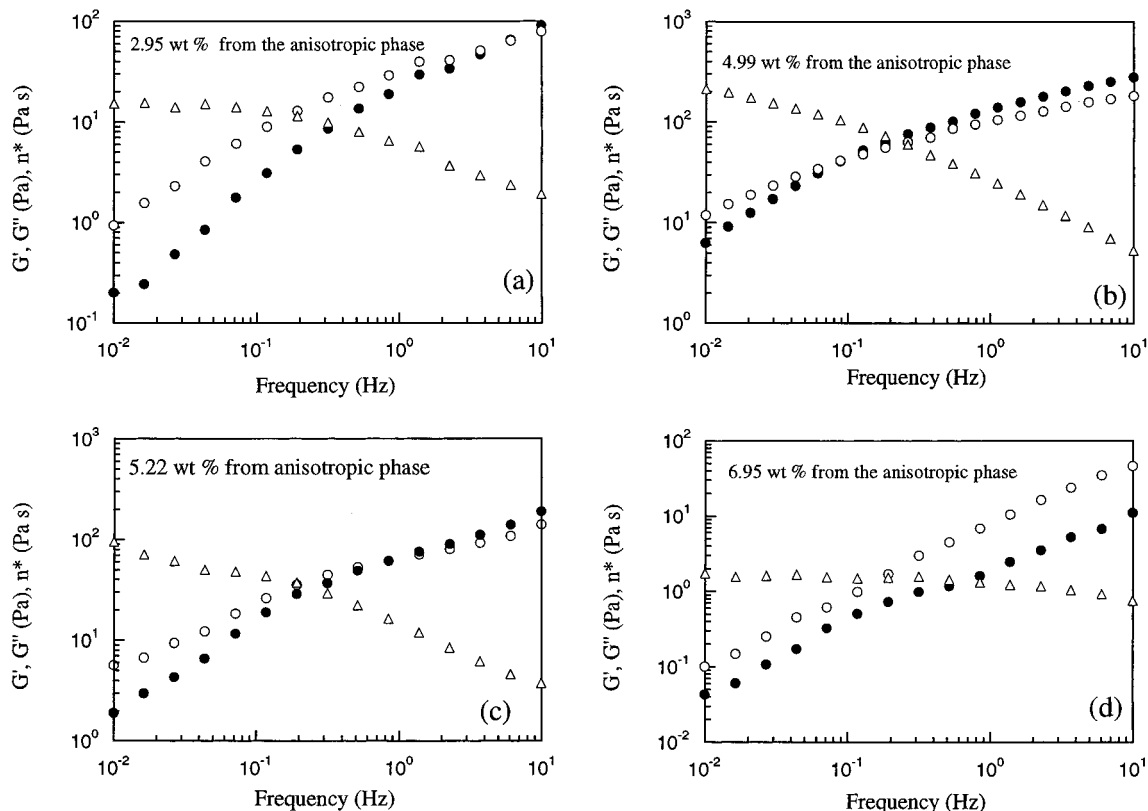 10²
10¹
10⁰
10⁻¹
G', G" (Pa), n* (Pa s)
2.95 wt % from the anisotropic phase
(a)
10⁻² 10⁻¹ 10⁰ 10¹
Frequency (Hz)
10³
10²
10¹
10⁰
G', G" (Pa), n* (Pa s)
4.99 wt % from the anisotropic phase
(b)
10⁻² 10⁻¹ 10⁰ 10¹
Frequency (Hz)
10³
10²
10¹
10⁰
G', G" (Pa), n* (Pa s)
5.22 wt % from anisotropic phase
(c)
10⁻² 10⁻¹ 10⁰ 10¹
Frequency (Hz)
10²
10¹
10⁰
10⁻¹
10⁻²
G', G" (Pa), n* (Pa s)
6.95 wt % from the anisotropic phase
(d)
10⁻² 10⁻¹ 10⁰ 10¹
Frequency (Hz)